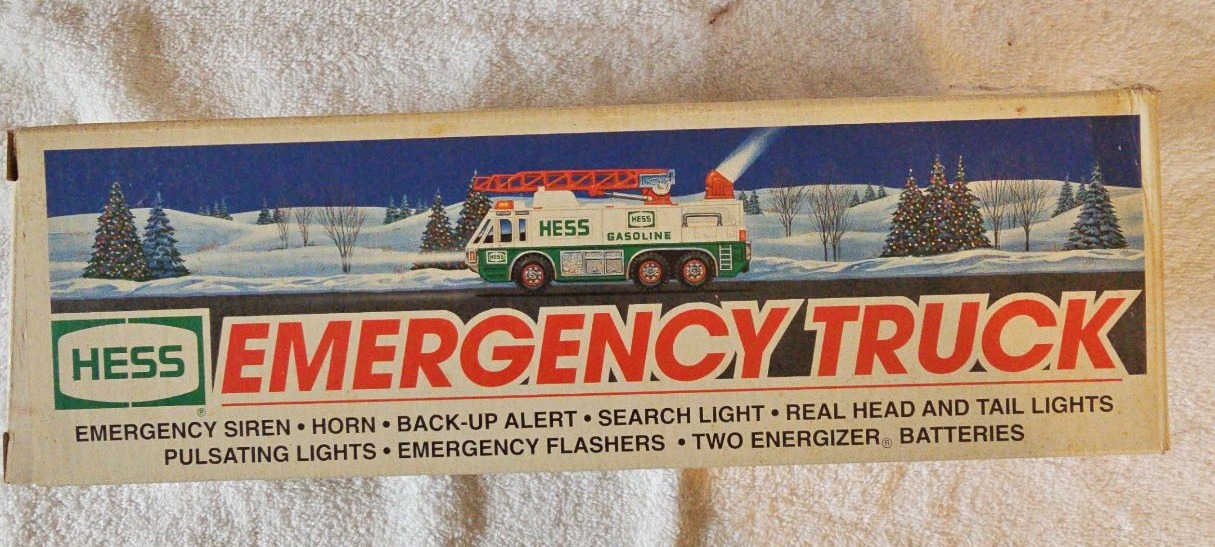 HESS
HESS
GASOLINE
HESS
HESS
EMERGENCY TRUCK
®
EMERGENCY SIREN • HORN • BACK-UP ALERT • SEARCH LIGHT • REAL HEAD AND TAIL LIGHTS
PULSATING LIGHTS • EMERGENCY FLASHERS • TWO ENERGIZER® BATTERIES